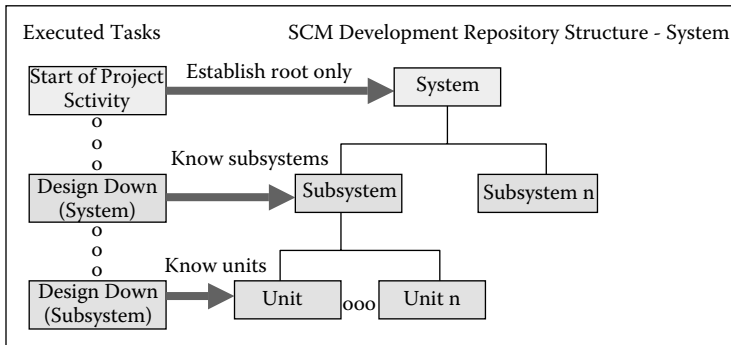 Executed Tasks
SCM Development Repository Structure - System
Start of Project
Sctivity
Establish root only
System
o
o
o
Know subsystems
Design Down
(System)
Subsystem
Subsystem n
o
o
o
Know units
Design Down
(Subsystem)
Unit
ooo
Unit n